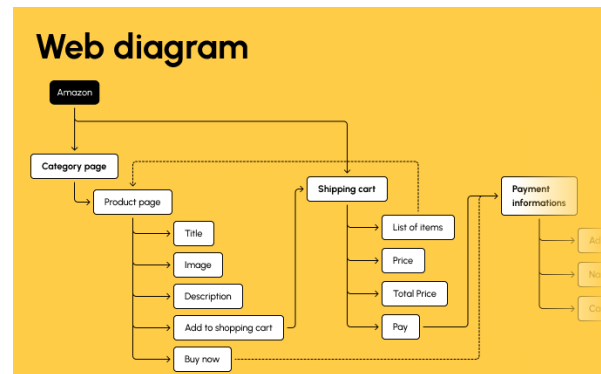 Web diagram
Amazon
Category page
Product page
Title
Image
Description
Add to shopping cart
Buy now
Shipping cart
List of items
Price
Total Price
Pay
Payment
informations